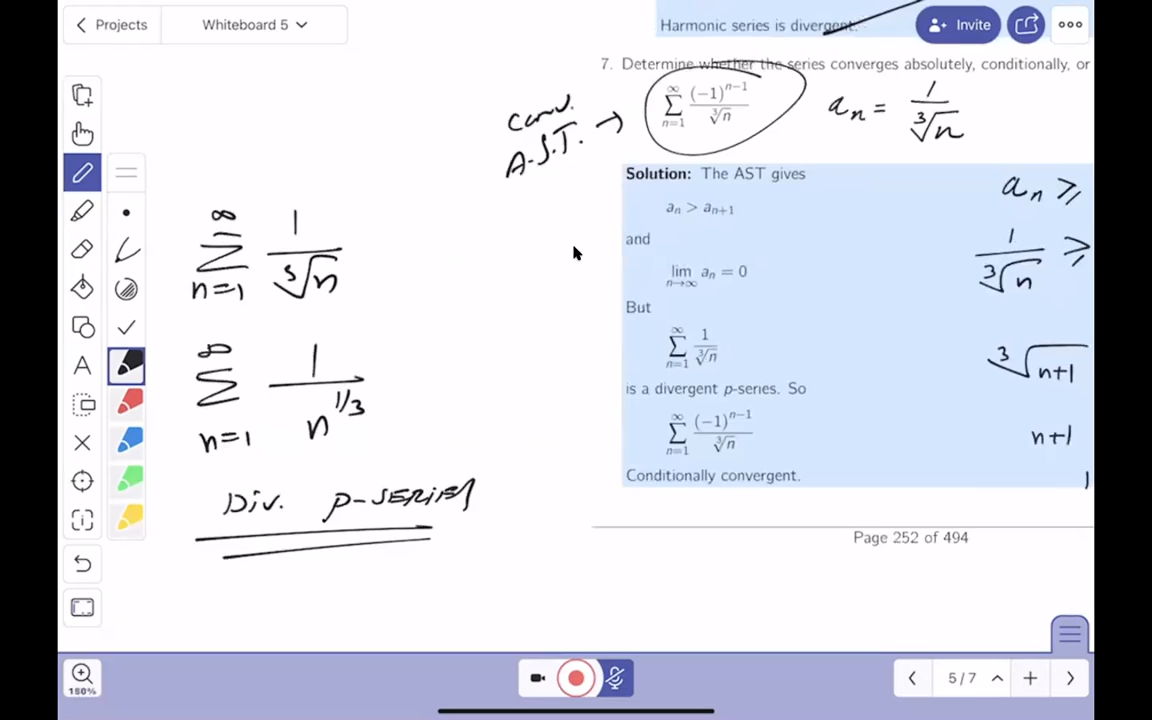 Projects
Whiteboard 5
Invite
Harmonic series is divergent.
7. Determine whether the series converges absolutely, conditionally, or
∞
∑ (-1)^{n-1} / ∛n
n=1
a_n = 1/∛n
conv.
A.S.T. →
Solution: The AST gives
a_n > a_{n+1}
and
lim a_n = 0
n→∞
But
∞
∑ 1/∛n
n=1
is a divergent p-series. So
∞
∑ (-1)^{n-1} / ∛n
n=1
Conditionally convergent.
a_n ≥
1/∛n ≥
∛n+1
n+1
1
∞
∑ 1/∛n
n=1
∞
∑ 1/n^{1/3}
n=1
Div. p-series
Page 252 of 494
A
180%
5 / 7